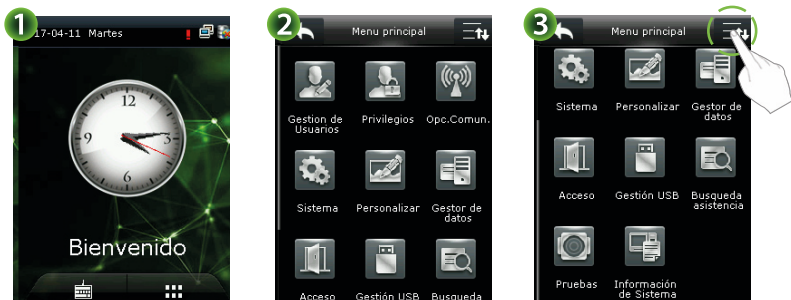 1
17-04-11 Martes
12
3
6
9
Bienvenido
2
Menu principal
Gestion de
Usuarios
Privilegios
Opc.Comun.
Sistema
Personalizar
Gestor de
datos
Acceso
Gestión USB
Busqueda
3
Menu principal
Sistema
Personalizar
Gestor de
datos
Acceso
Gestión USB
Busqueda
asistencia
Pruebas
Información
de Sistema